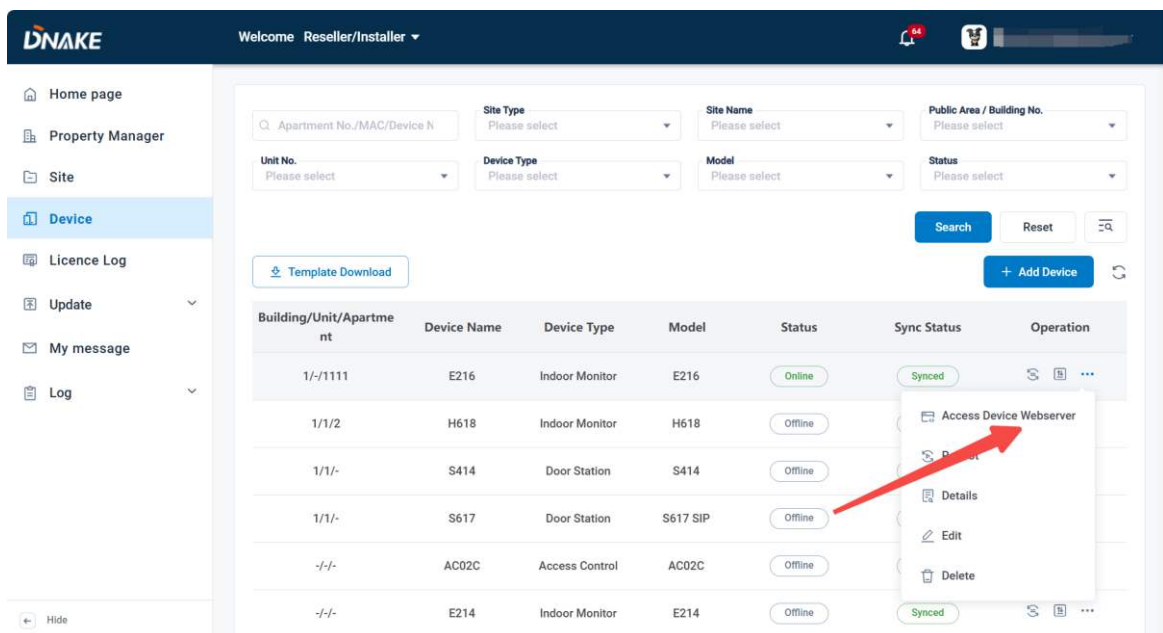 DNAKE
Welcome Reseller/Installer
64
Home page
Property Manager
Site
Device
Licence Log
Update
My message
Log
Hide
Apartment No./MAC/Device N
Site Type
Please select
Site Name
Please select
Public Area / Building No.
Please select
Unit No.
Please select
Device Type
Please select
Model
Please select
Status
Please select
Search
Reset
Template Download
+ Add Device
Building/Unit/Apartme
nt
Device Name
Device Type
Model
Status
Sync Status
Operation
1/-/1111 E216 Indoor Monitor E216 Online Synced
1/1/2 H618 Indoor Monitor H618 Offline
1/1/- S414 Door Station S414 Offline
1/1/- S617 Door Station S617 SIP Offline
-/-/- AC02C Access Control AC02C Offline
-/-/- E214 Indoor Monitor E214 Offline Synced
Access Device Webserver
Details
Edit
Delete